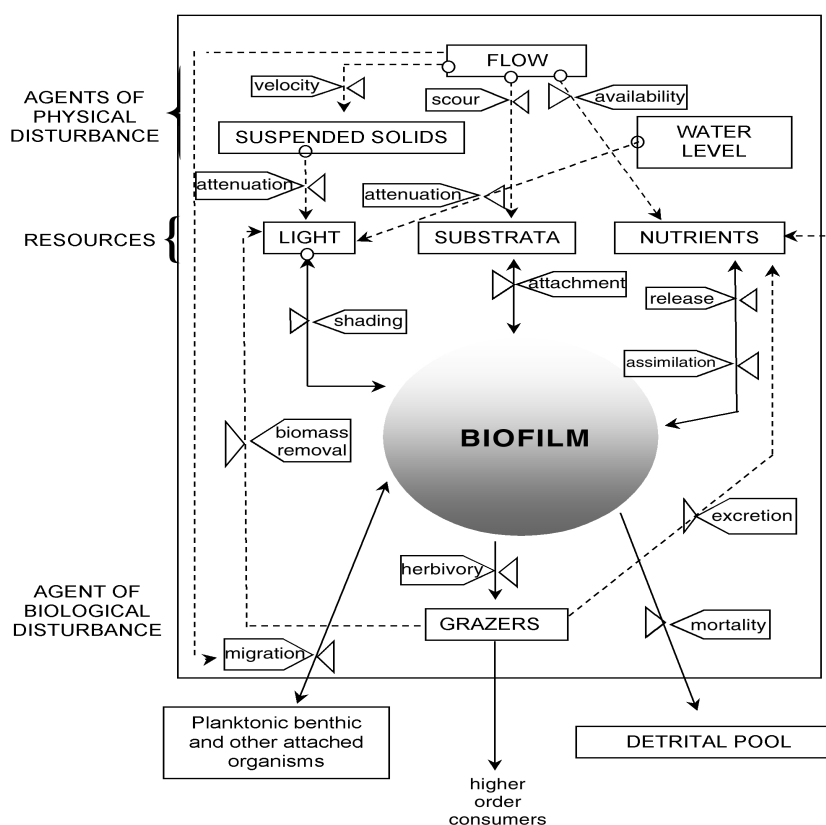 FLOW
velocity
scour
availability
AGENTS OF
PHYSICAL
DISTURBANCE
SUSPENDED SOLIDS
WATER
LEVEL
attenuation
attenuation
RESOURCES
LIGHT
SUBSTRATA
NUTRIENTS
attachment
release
shading
assimilation
biomass
removal
BIOFILM
excretion
herbivory
AGENT OF
BIOLOGICAL
DISTURBANCE
GRAZERS
mortality
migration
Planktonic benthic
and other attached
organisms
DETRITAL POOL
higher
order
consumers